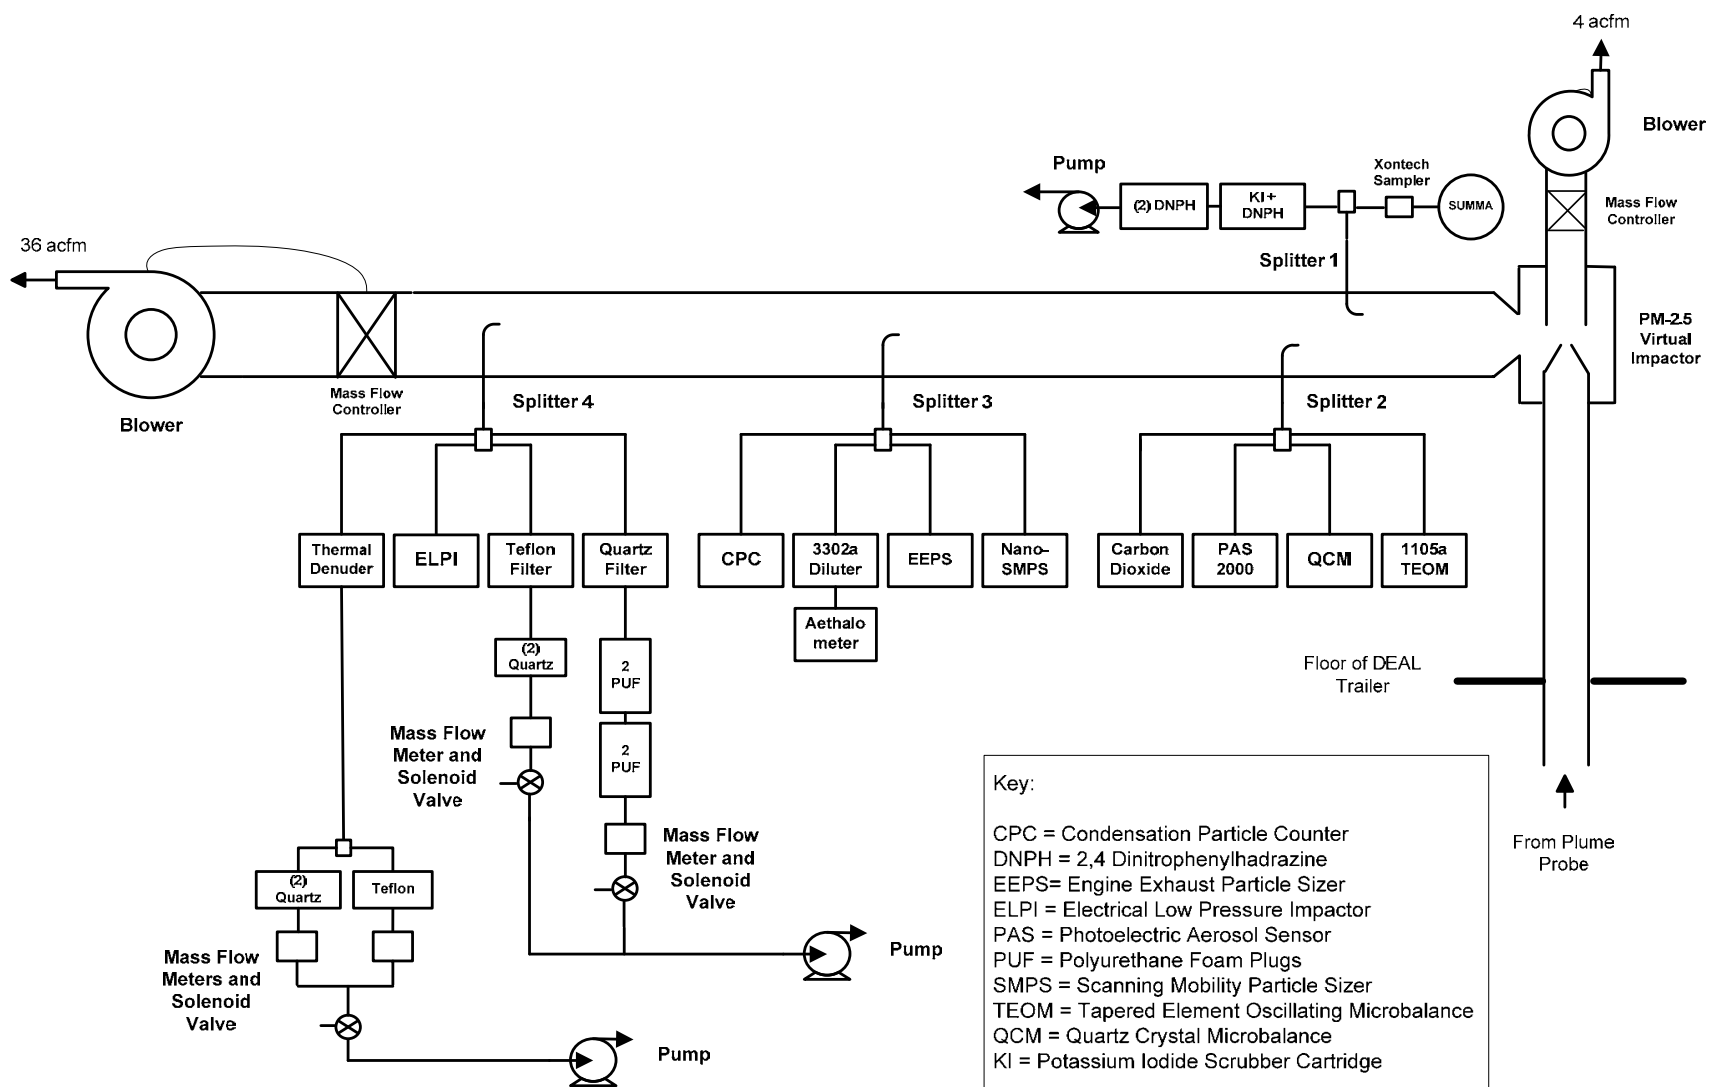 4 acfm
Blower
Pump
Xontech
Sampler
(2) DNPH
KI +
DNPH
SUMMA
Mass Flow
Controller
36 acfm
Splitter 1
PM-2.5
Virtual
Impactor
Mass Flow
Controller
Blower
Splitter 4
Splitter 3
Splitter 2
Thermal
Denuder
ELPI
Teflon
Filter
Quartz
Filter
CPC
3302a
Diluter
EEPS
Nano-
SMPS
Carbon
Dioxide
PAS
2000
QCM
1105a
TEOM
Aethalo
meter
(2)
Quartz
2
PUF
2
PUF
Floor of DEAL
Trailer
Mass Flow
Meter and
Solenoid
Valve
Mass Flow
Meter and
Solenoid
Valve
From Plume
Probe
(2)
Quartz
Teflon
Mass Flow
Meters and
Solenoid
Valve
Pump
Pump
Key:
CPC = Condensation Particle Counter
DNPH = 2,4 Dinitrophenylhadrazine
EEPS= Engine Exhaust Particle Sizer
ELPI = Electrical Low Pressure Impactor
PAS = Photoelectric Aerosol Sensor
PUF = Polyurethane Foam Plugs
SMPS = Scanning Mobility Particle Sizer
TEOM = Tapered Element Oscillating Microbalance
QCM = Quartz Crystal Microbalance
KI = Potassium Iodide Scrubber Cartridge